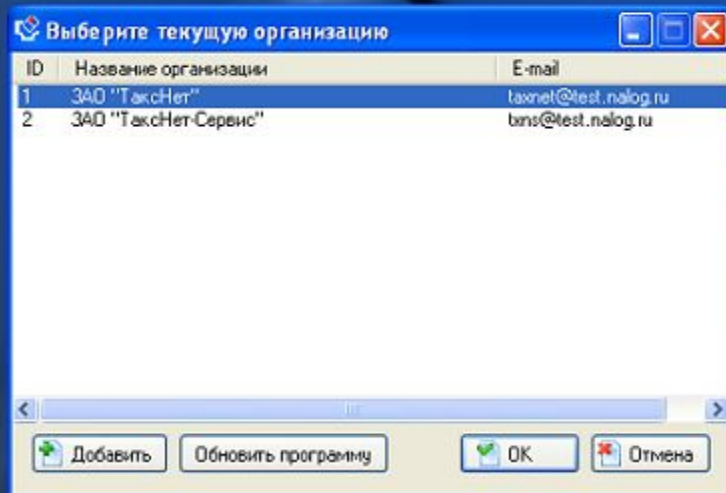 Выберите текущую организацию
ID Название организации E-mail
1 ЗАО "ТаксНет" taxnet@test.nalog.ru
2 ЗАО "ТаксНет-Сервис" txns@test.nalog.ru
Добавить Обновить программу OK Отмена